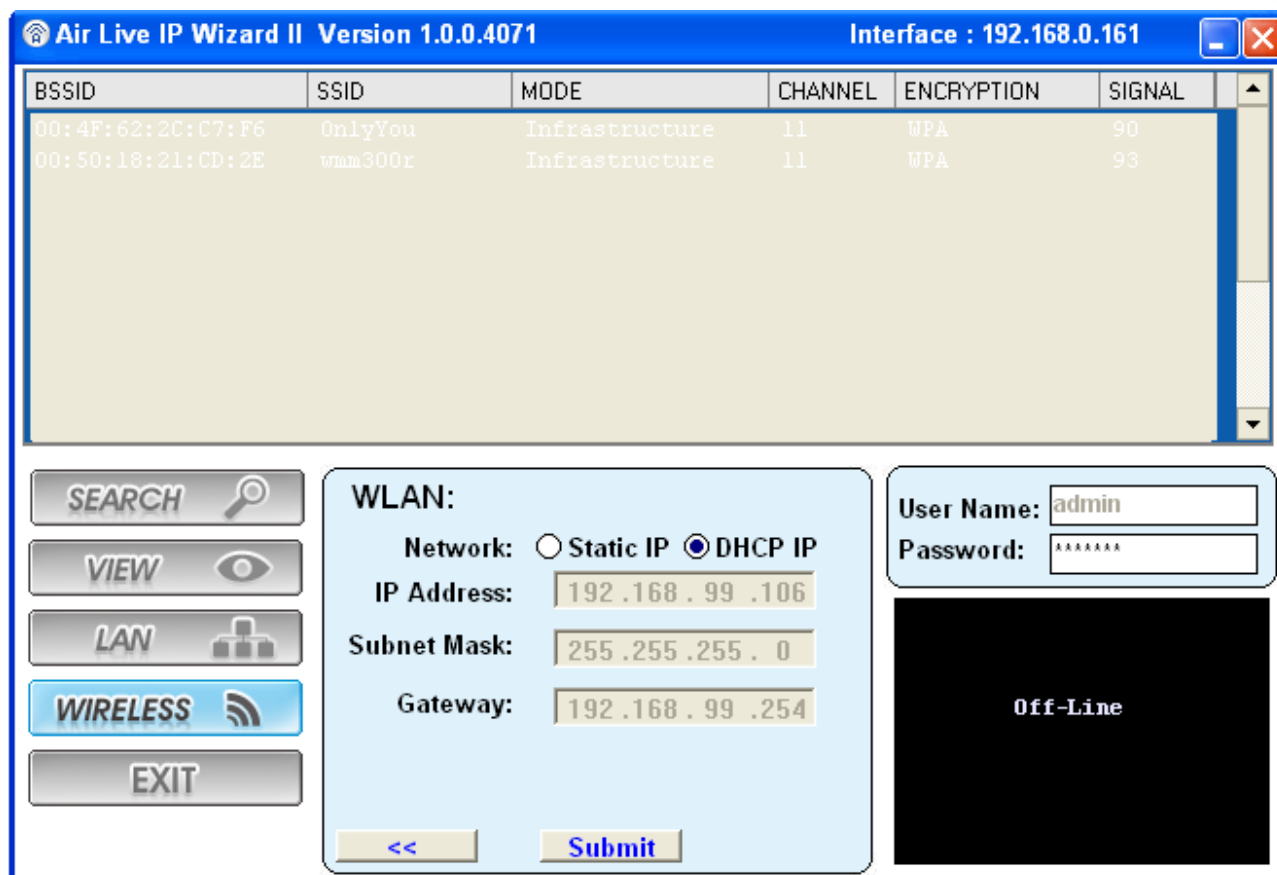 Air Live IP Wizard II Version 1.0.0.4071 Interface : 192.168.0.161
BSSID SSID MODE CHANNEL ENCRYPTION SIGNAL
00:4F:62:2C:C7:F6 OnlyYou Infrastructure 11 WPA 90
00:50:18:21:CD:2E wmm300r Infrastructure 11 WPA 93
SEARCH
VIEW
LAN
WIRELESS
EXIT
WLAN:
Network: Static IP DHCP IP
IP Address: 192 .168 . 99 .106
Subnet Mask: 255 .255 .255 . 0
Gateway: 192 .168 . 99 .254
<< Submit
User Name: admin
Password: *******
Off-Line